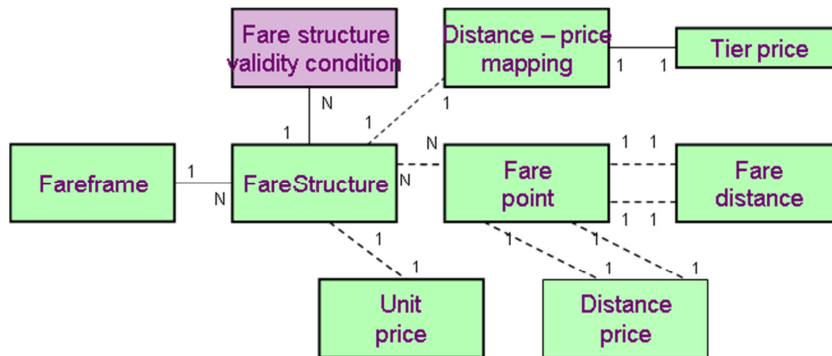 Fare structure
validity condition
Distance – price
mapping
Tier price
N
1
1
1
1
1
Fareframe
1
N
FareStructure
N
N
Fare
point
1
1
1
1
Fare
distance
1
1
Unit
price
1
1
1
1
Distance
price